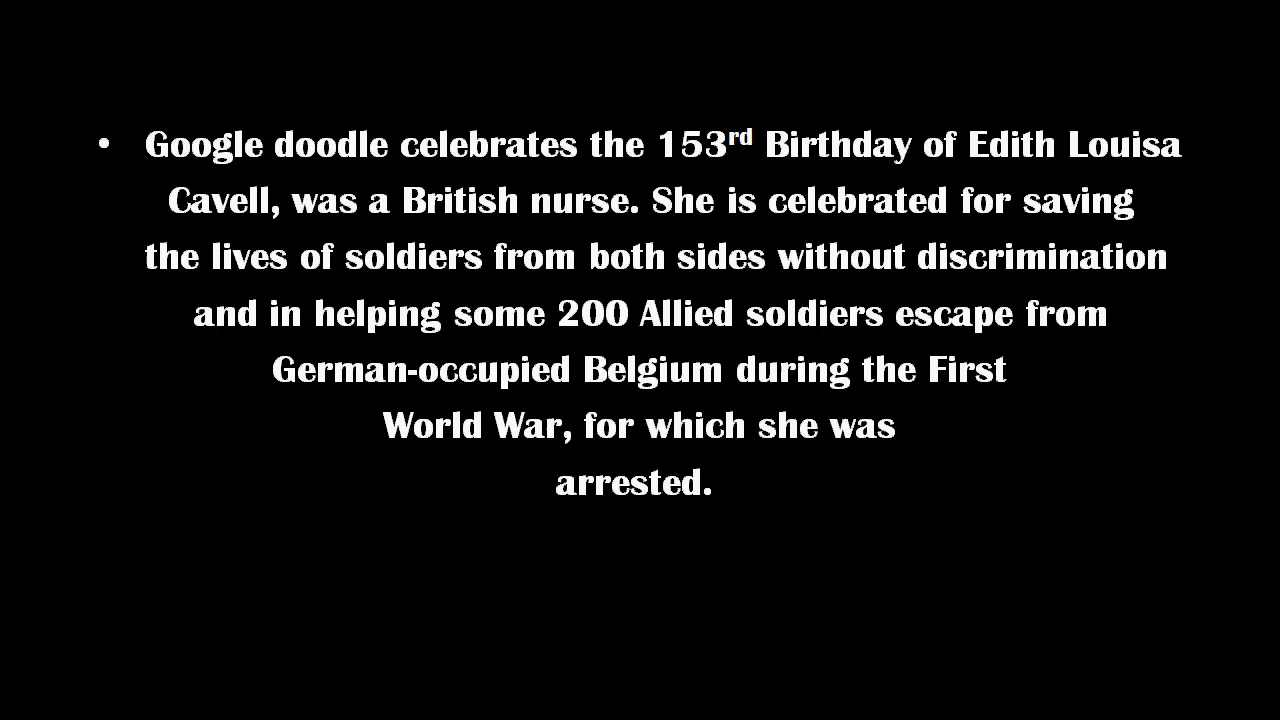 • Google doodle celebrates the 153rd Birthday of Edith Louisa
Cavell, was a British nurse. She is celebrated for saving
the lives of soldiers from both sides without discrimination
and in helping some 200 Allied soldiers escape from
German-occupied Belgium during the First
World War, for which she was
arrested.